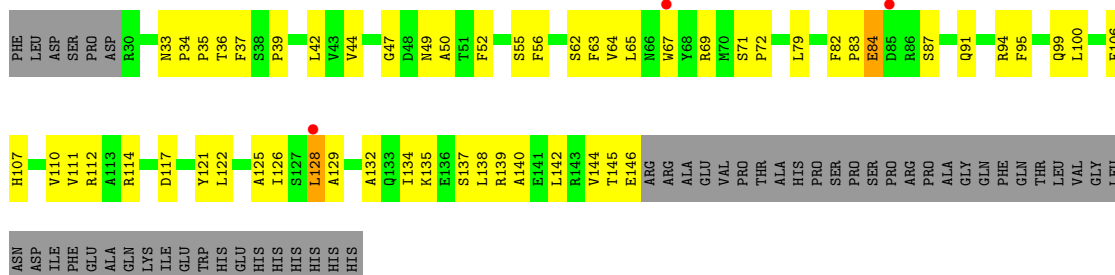 PHE LEU ASP SER PRO ASP R30 N33 P34 P35 T36 F37 S38 P39 L42 V43 V44 G47 D48 N49 A50 T51 F52 S55 F56 S62 F63 V64 L65 N66 W67 Y68 R69 M70 S71 P72 L79 F82 P83 E84 D85 R86 S87 Q91 R94 F95 Q99 L100 E106
H107 V110 V111 R112 A113 R114 D117 Y121 L122 A125 I126 S127 L128 A129 A132 Q133 I134 K135 E136 S137 L138 R139 A140 E141 L142 R143 V144 T145 E146 ARG ARG ALA GLU VAL PRO THR ALA HIS PRO SER PRO SER SER PRO ARG PRO ALA GLY GLN PHE GLN THR LEU VAL GLY LEU
ASN ASP ILE PHE GLU ALA GLN LYS ILE GLU TRP HIS GLU HIS HIS HIS HIS HIS HIS